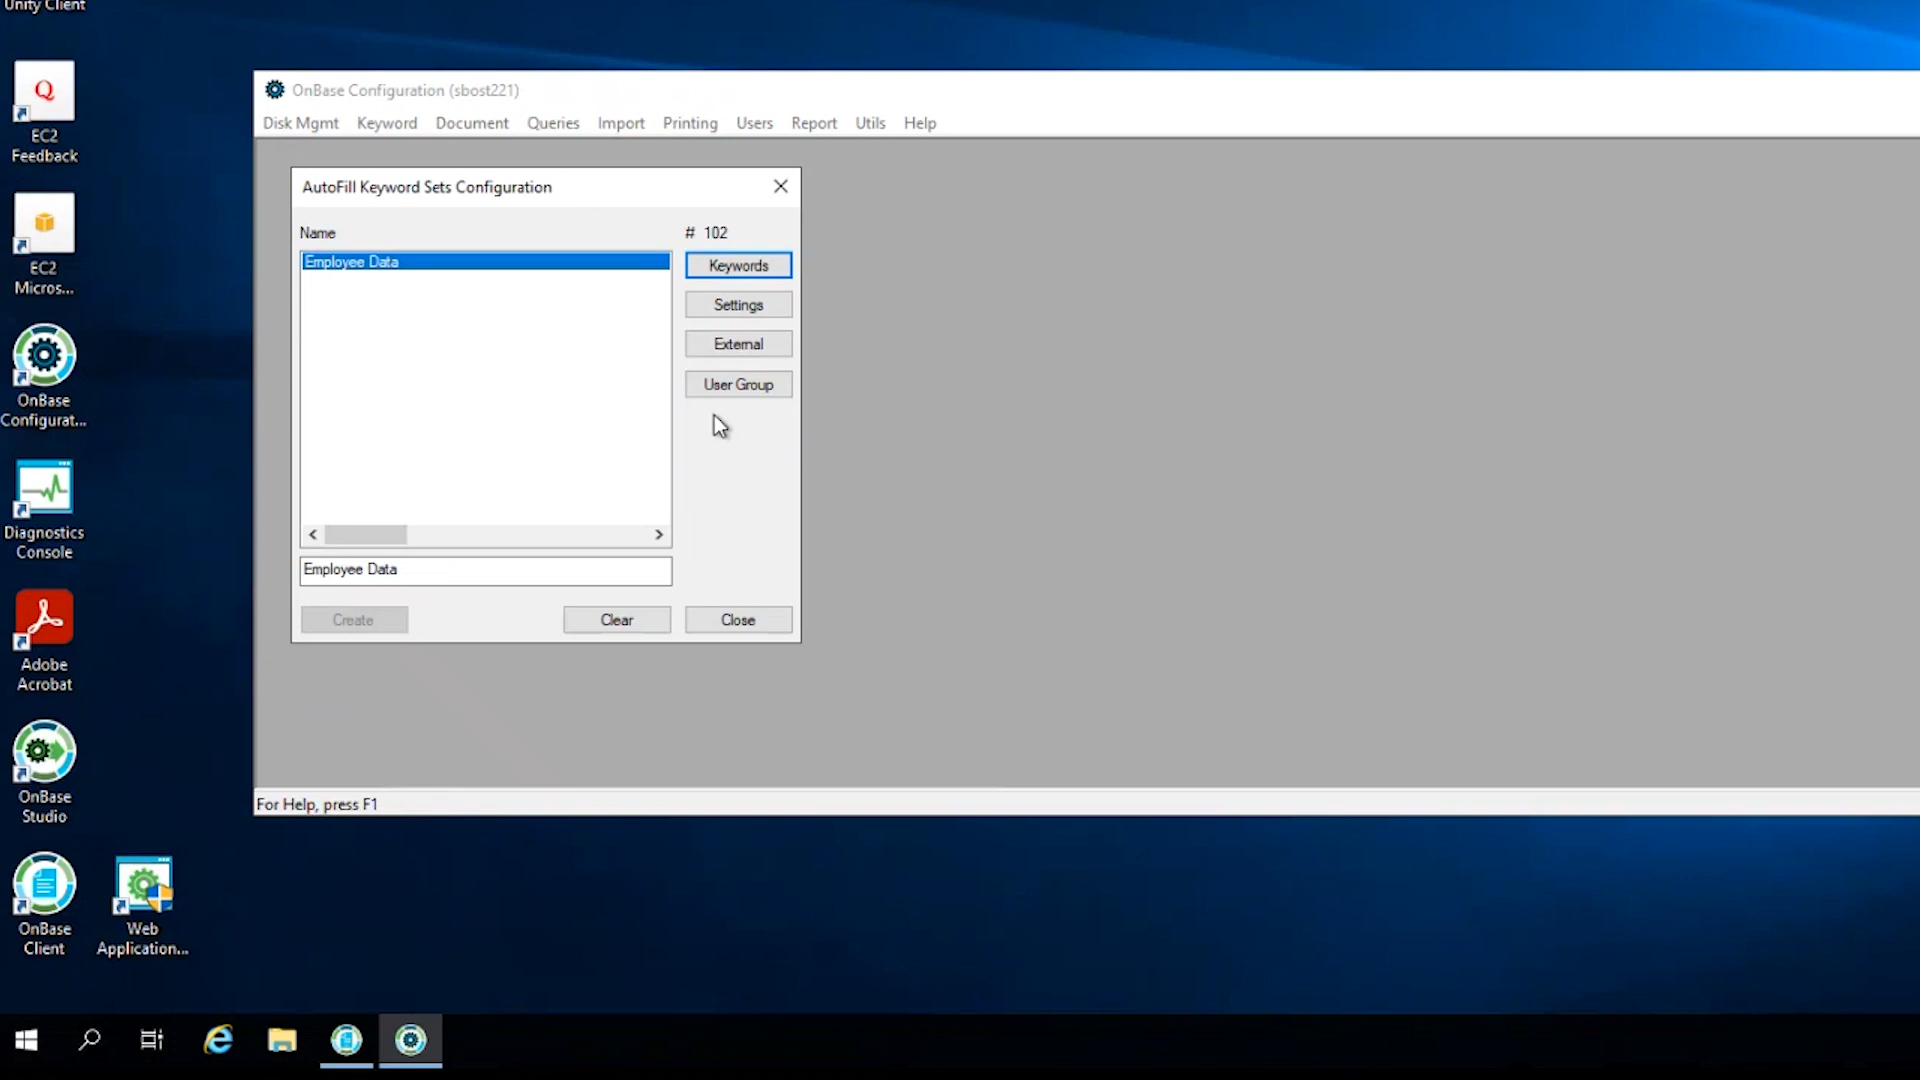 Unity Client
EC2
Feedback
EC2
Micros...
OnBase
Configurat...
Diagnostics
Console
Adobe
Acrobat
OnBase
Studio
OnBase
Client
Web
Application...
OnBase Configuration (sbost221)
Disk Mgmt Keyword Document Queries Import Printing Users Report Utils Help
AutoFill Keyword Sets Configuration
Name # 102
Employee Data
Keywords
Settings
External
User Group
Employee Data
Create Clear Close
For Help, press F1